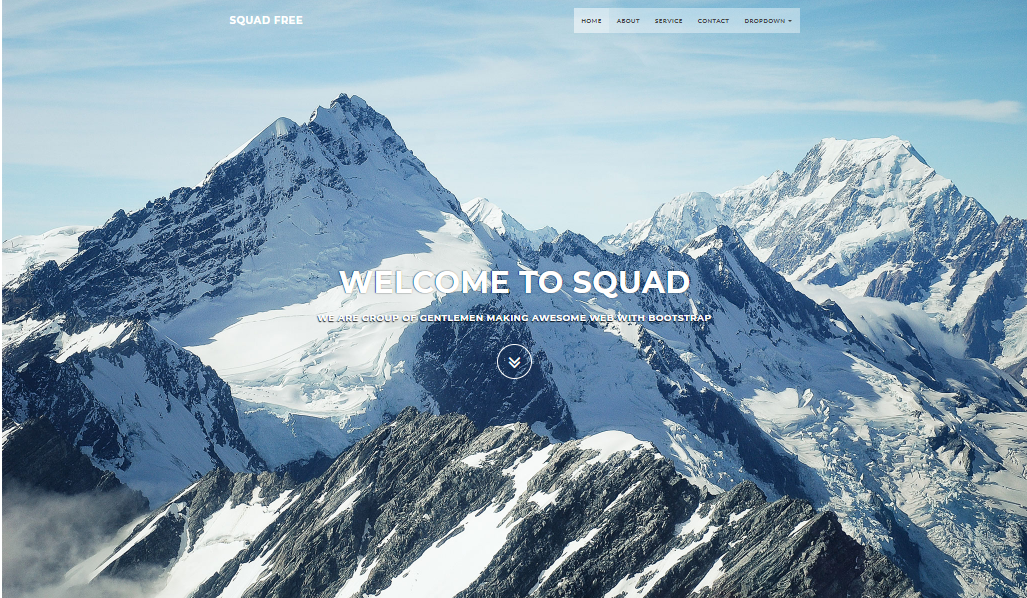 SQUAD FREE
HOME ABOUT SERVICE CONTACT DROPDOWN
WELCOME TO SQUAD
WE ARE GROUP OF GENTLEMEN MAKING AWESOME WEB WITH BOOTSTRAP